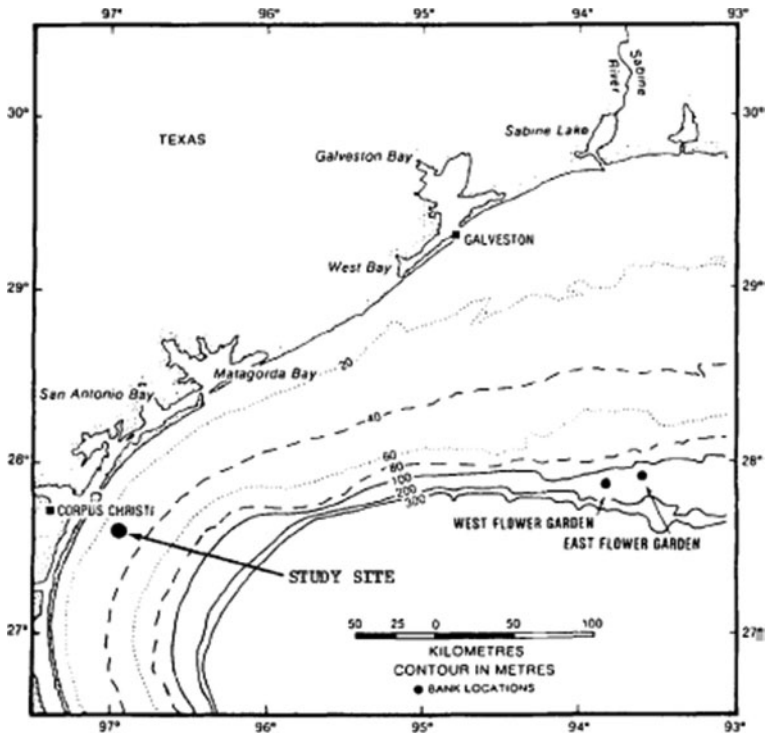 97° 96° 95° 94° 93°
Sabine
River
30° 30°
Sabine Lake
TEXAS
Galveston Bay
GALVESTON
West Bay
29° 29°
20
Matagorda Bay
San Antonio Bay
40
28° 28°
60
80
100
200
300
CORPUS CHRISTI
WEST FLOWER GARDEN
EAST FLOWER GARDEN
STUDY SITE
27° 27°
50 25 0 50 100
KILOMETRES
CONTOUR IN METRES
BANK LOCATIONS
97° 96° 95° 94° 93°